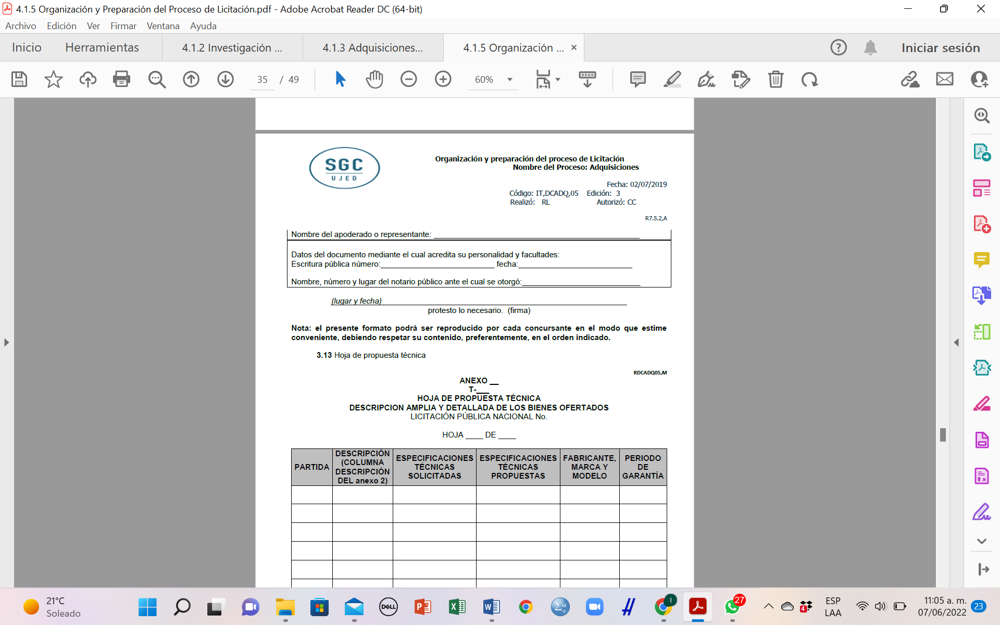 4.1.5 Organización y Preparación del Proceso de Licitación.pdf - Adobe Acrobat Reader DC (64-bit)
Archivo Edición Ver Firmar Ventana Ayuda
Inicio Herramientas 4.1.2 Investigación ... 4.1.3 Adquisiciones... 4.1.5 Organización ... Iniciar sesión
35 / 49 60%
SGC
UJED
Organización y preparación del proceso de Licitación
Nombre del Proceso: Adquisiciones
Fecha: 02/07/2019
Código: IT,DCADQ,05 Edición: 3
Realizó: RL Autorizó: CC
R7.5.2,A
Nombre del apoderado o representante: ____
Datos del documento mediante el cual acredita su personalidad y facultades:
Escritura pública número:____ fecha:____
Nombre, número y lugar del notario público ante el cual se otorgó:____
(lugar y fecha)____
protesto lo necesario. (firma)
Nota: el presente formato podrá ser reproducido por cada concursante en el modo que estime
conveniente, debiendo respetar su contenido, preferentemente, en el orden indicado.
3.13 Hoja de propuesta técnica
RDCADQ05,M
ANEXO __
T-___
HOJA DE PROPUESTA TÉCNICA
DESCRIPCION AMPLIA Y DETALLADA DE LOS BIENES OFERTADOS
LICITACIÓN PÚBLICA NACIONAL No.
HOJA ____ DE ____
PARTIDA
DESCRIPCIÓN
(COLUMNA
DESCRIPCIÓN
DEL anexo 2)
ESPECIFICACIONES
TÉCNICAS
SOLICITADAS
ESPECIFICACIONES
TÉCNICAS
PROPUESTAS
FABRICANTE,
MARCA Y
MODELO
PERIODO
DE
GARANTÍA
21°C
Soleado
DELL
27
4
ESP
LAA
11:05 a. m.
07/06/2022
23